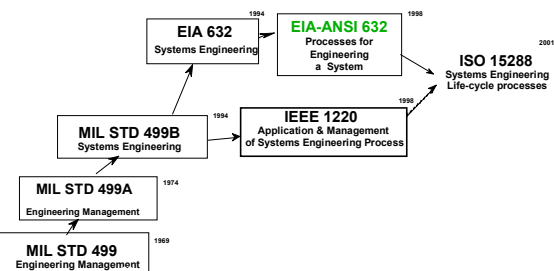 1994
EIA 632
Systems Engineering
1998
EIA-ANSI 632
Processes for
Engineering
a System
2001
ISO 15288
Systems Engineering
Life-cycle processes
1994
MIL STD 499B
Systems Engineering
1998
IEEE 1220
Application & Management
of Systems Engineering Process
1974
MIL STD 499A
Engineering Management
1969
MIL STD 499
Engineering Management